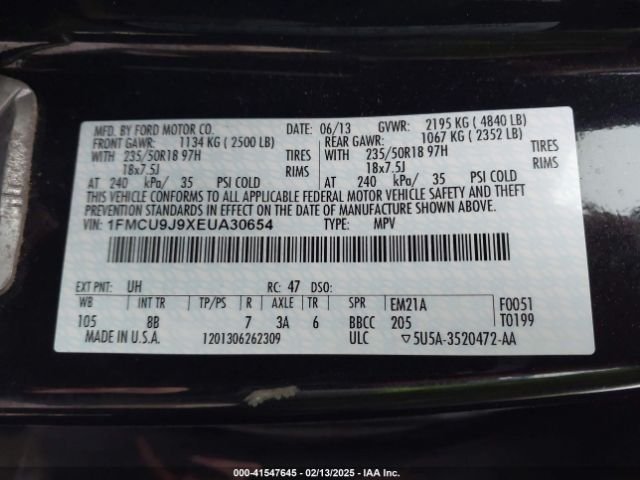 MFD. BY FORD MOTOR CO. DATE: 06/13 GVWR: 2195 KG ( 4840 LB)
FRONT GAWR: 1134 KG ( 2500 LB) REAR GAWR: 1067 KG ( 2352 LB)
WITH 235/50R18 97H TIRES WITH 235/50R18 97H TIRES
18x7.5J RIMS 18x7.5J RIMS
AT 240 kPa/ 35 PSI COLD AT 240 kPa/ 35 PSI COLD
THIS VEHICLE CONFORMS TO ALL APPLICABLE FEDERAL MOTOR VEHICLE SAFETY AND THEFT
PREVENTION STANDARDS IN EFFECT ON THE DATE OF MANUFACTURE SHOWN ABOVE.
VIN: 1FMCU9J9XEUA30654 TYPE: MPV
EXT PNT: UH RC: 47 DSO:
WB INT TR TP/PS R AXLE TR SPR EM21A F0051
105 8B 7 3A 6 BBCC 205 T0199
MADE IN U.S.A. 1201306262309 ULC ▽5U5A-3520472-AA
000-41547645 - 02/13/2025 - IAA Inc.